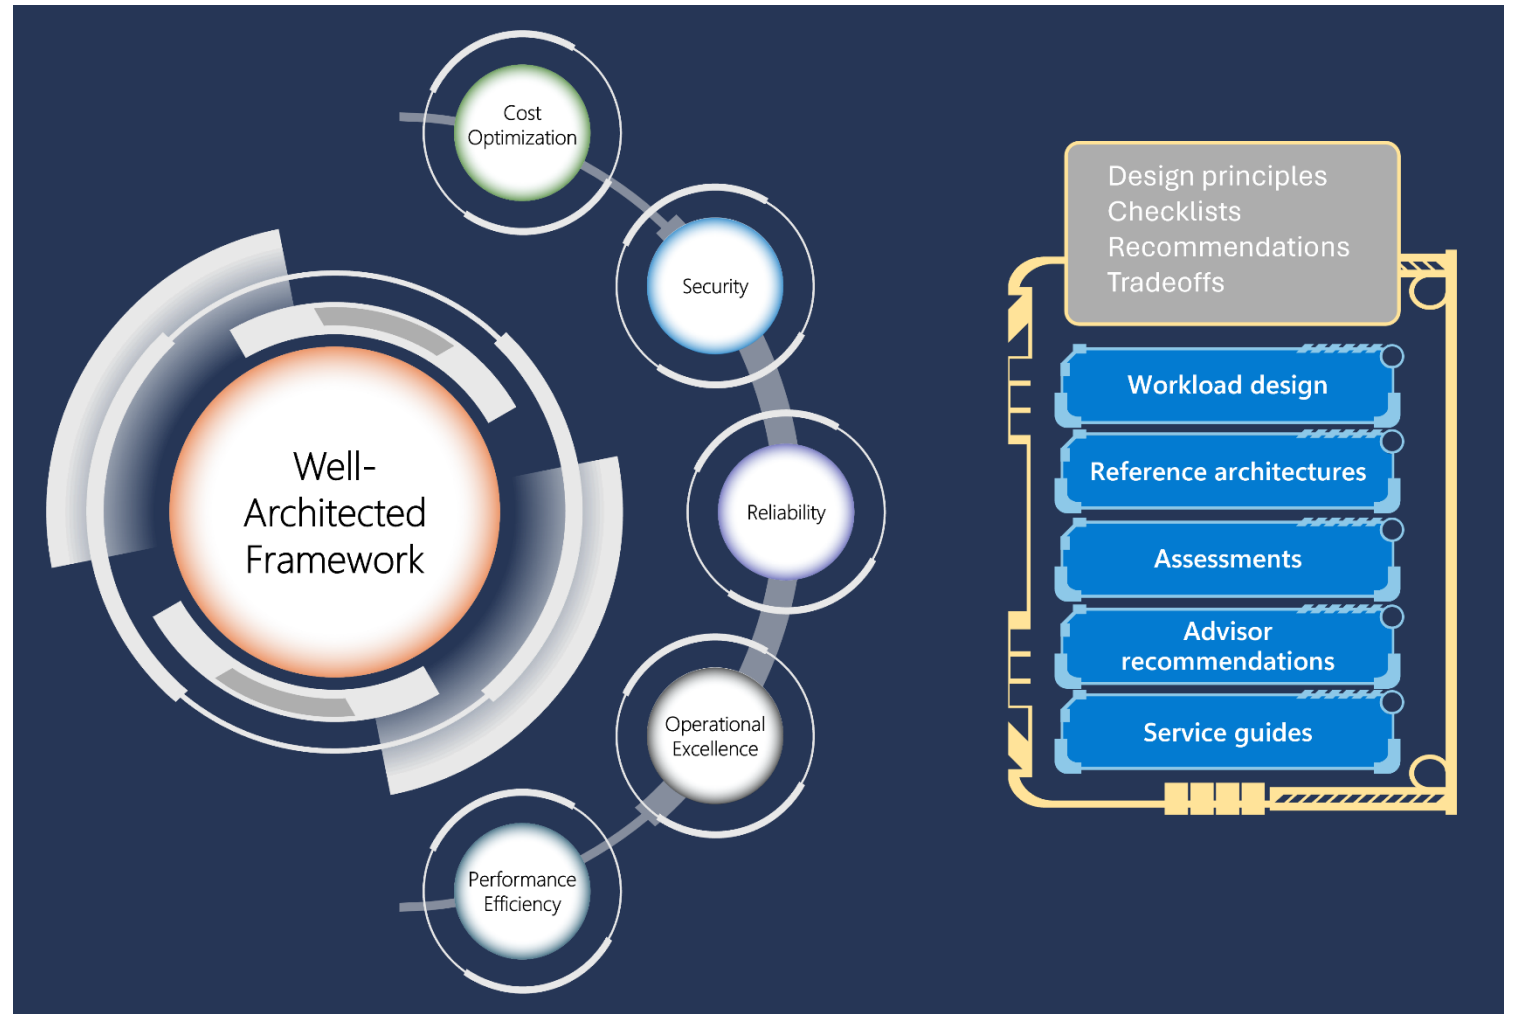 Cost
Optimization
Security
Well-
Architected
Framework
Reliability
Operational
Excellence
Performance
Efficiency
Design principles
Checklists
Recommendations
Tradeoffs
Workload design
Reference architectures
Assessments
Advisor
recommendations
Service guides